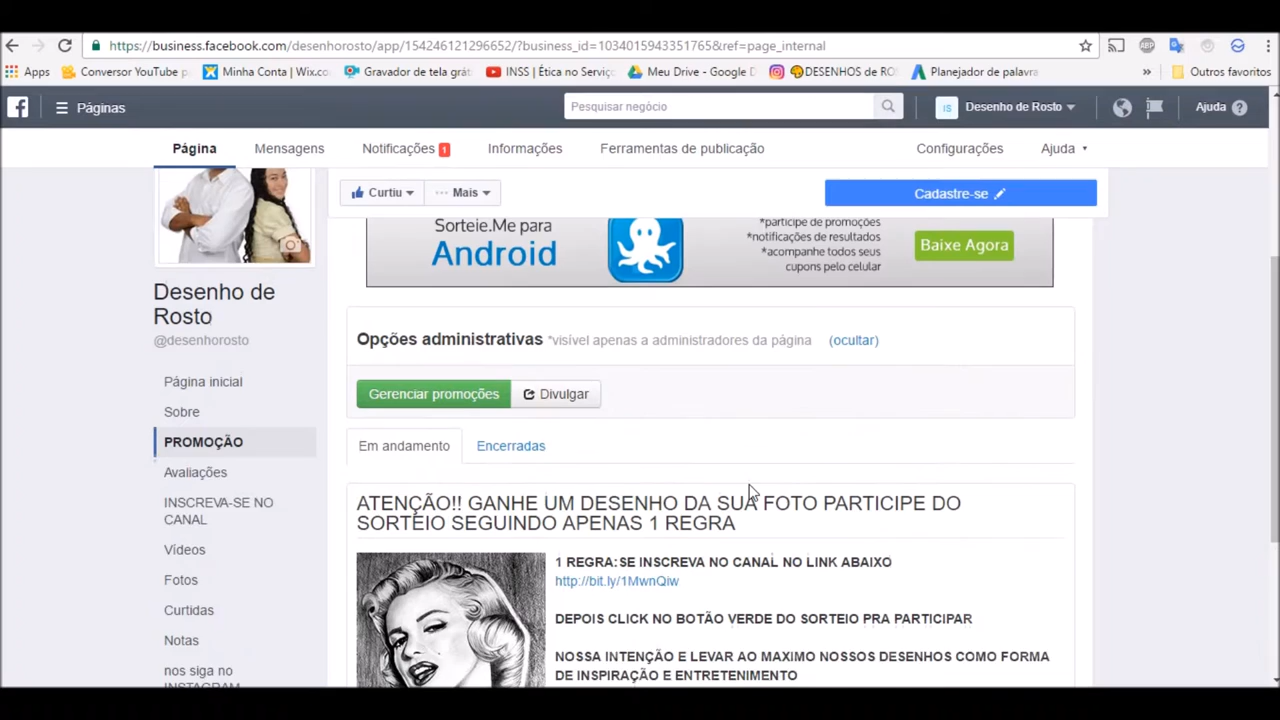 https://business.facebook.com/desenhorosto/app/154246121296652/?business_id=1034015943351765&ref=page_internal
Apps
Conversor YouTube p
Minha Conta | Wix.co
Gravador de tela grát
INSS | Ética no Serviç
Meu Drive - Google D
DESENHOS de RO
Planejador de palavra
»
Outros favoritos
Páginas
Pesquisar negócio
IS
Desenho de Rosto
Ajuda
Página
Mensagens
Notificações 1
Informações
Ferramentas de publicação
Configurações
Ajuda
Curtiu
Mais
Cadastre-se
Sorteie.Me para
Android
*participe de promoções
*notificações de resultados
*acompanhe todos seus
cupons pelo celular
Baixe Agora
Desenho de
Rosto
@desenhorosto
Página inicial
Sobre
PROMOÇÃO
Avaliações
INSCREVA-SE NO
CANAL
Vídeos
Fotos
Curtidas
Notas
nos siga no
INSTAGRAM
Opções administrativas *visível apenas a administradores da página (ocultar)
Gerenciar promoções
Divulgar
Em andamento
Encerradas
ATENÇÃO!! GANHE UM DESENHO DA SUA FOTO PARTICIPE DO
SORTEIO SEGUINDO APENAS 1 REGRA
1 REGRA:SE INSCREVA NO CANAL NO LINK ABAIXO
http://bit.ly/1MwnQiw
DEPOIS CLICK NO BOTÃO VERDE DO SORTEIO PRA PARTICIPAR
NOSSA INTENÇÃO E LEVAR AO MAXIMO NOSSOS DESENHOS COMO FORMA
DE INSPIRAÇÃO E ENTRETENIMENTO